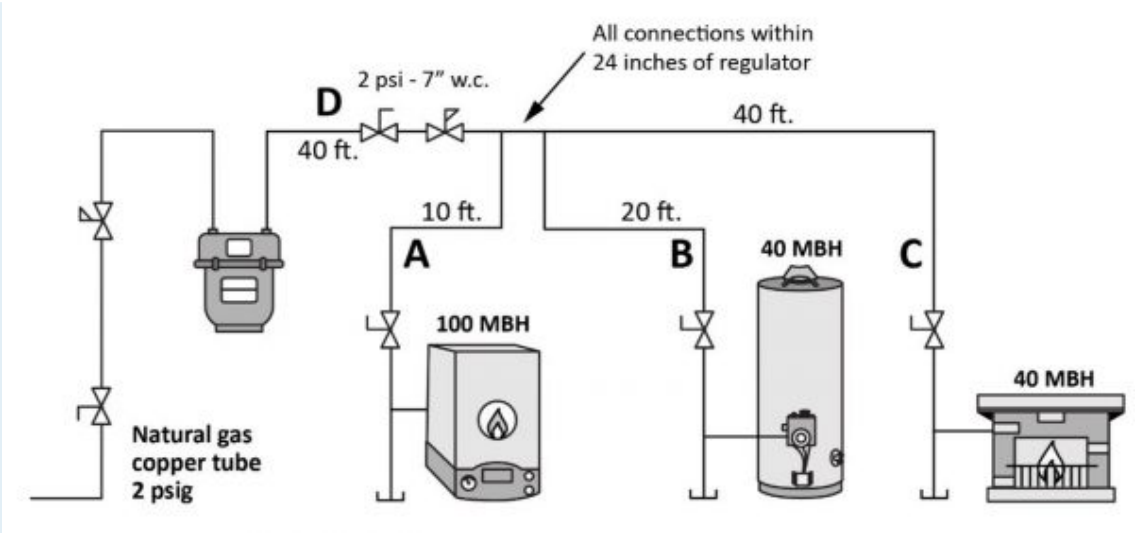 All connections within
24 inches of regulator
2 psi - 7” w.c.
D
40 ft.
40 ft.
10 ft.
20 ft.
A
B
C
40 MBH
100 MBH
40 MBH
Natural gas
copper tube
2 psig